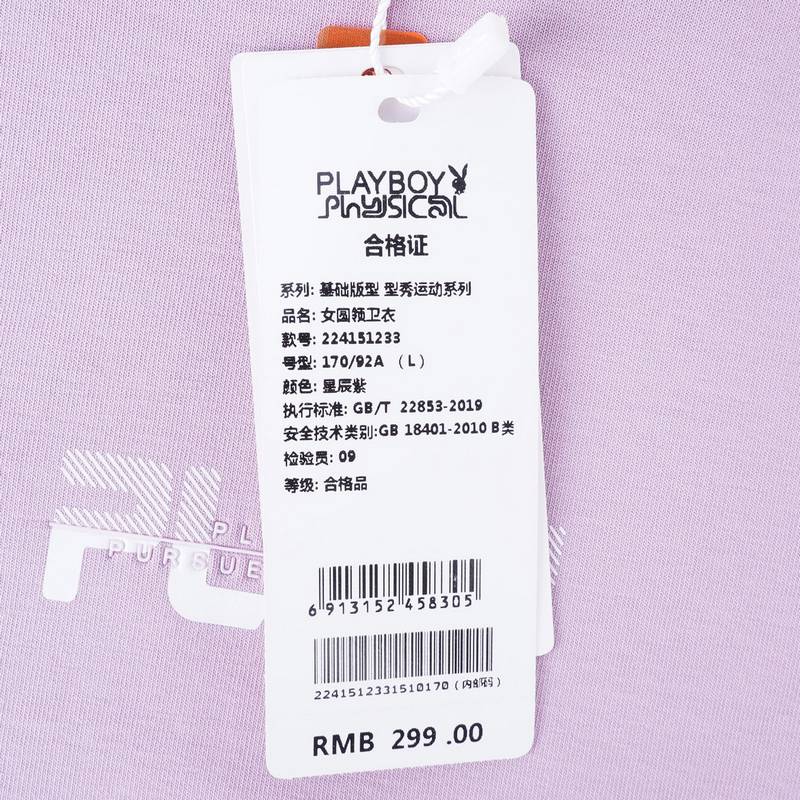 PLAYBOY
PhySICAL
合格证
系列: 基础版型 型秀运动系列
品名: 女圆领卫衣
款号: 224151233
号型: 170/92A （L）
颜色: 星辰紫
执行标准: GB/T 22853-2019
安全技术类别:GB 18401-2010 B类
检验员: 09
等级: 合格品
PL
PURSUE
6 913152 458305
2241512331510170 (内部码)
RMB 299 .00